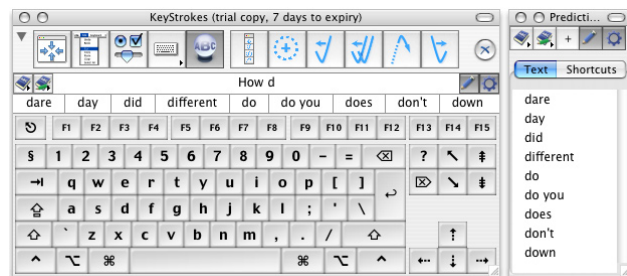 KeyStrokes (trial copy, 7 days to expiry)
ABC
How d
dare day did different do do you does don't down
F1 F2 F3 F4 F5 F6 F7 F8 F9 F10 F11 F12 F13 F14 F15
§ 1 2 3 4 5 6 7 8 9 0 - = ⌫ ? ↖ ⇞
⇥ q w e r t y u i o p [ ] ↩ ⌦ ↘ ⇟
⇪ a s d f g h j k l ; ' \
⇧ ` z x c v b n m , . / ⇧ ↑
^ ⌥ ⌘ ⌘ ⌥ ^ ← ↓ →
Predicti...
+
Text Shortcuts
dare
day
did
different
do
do you
does
don't
down